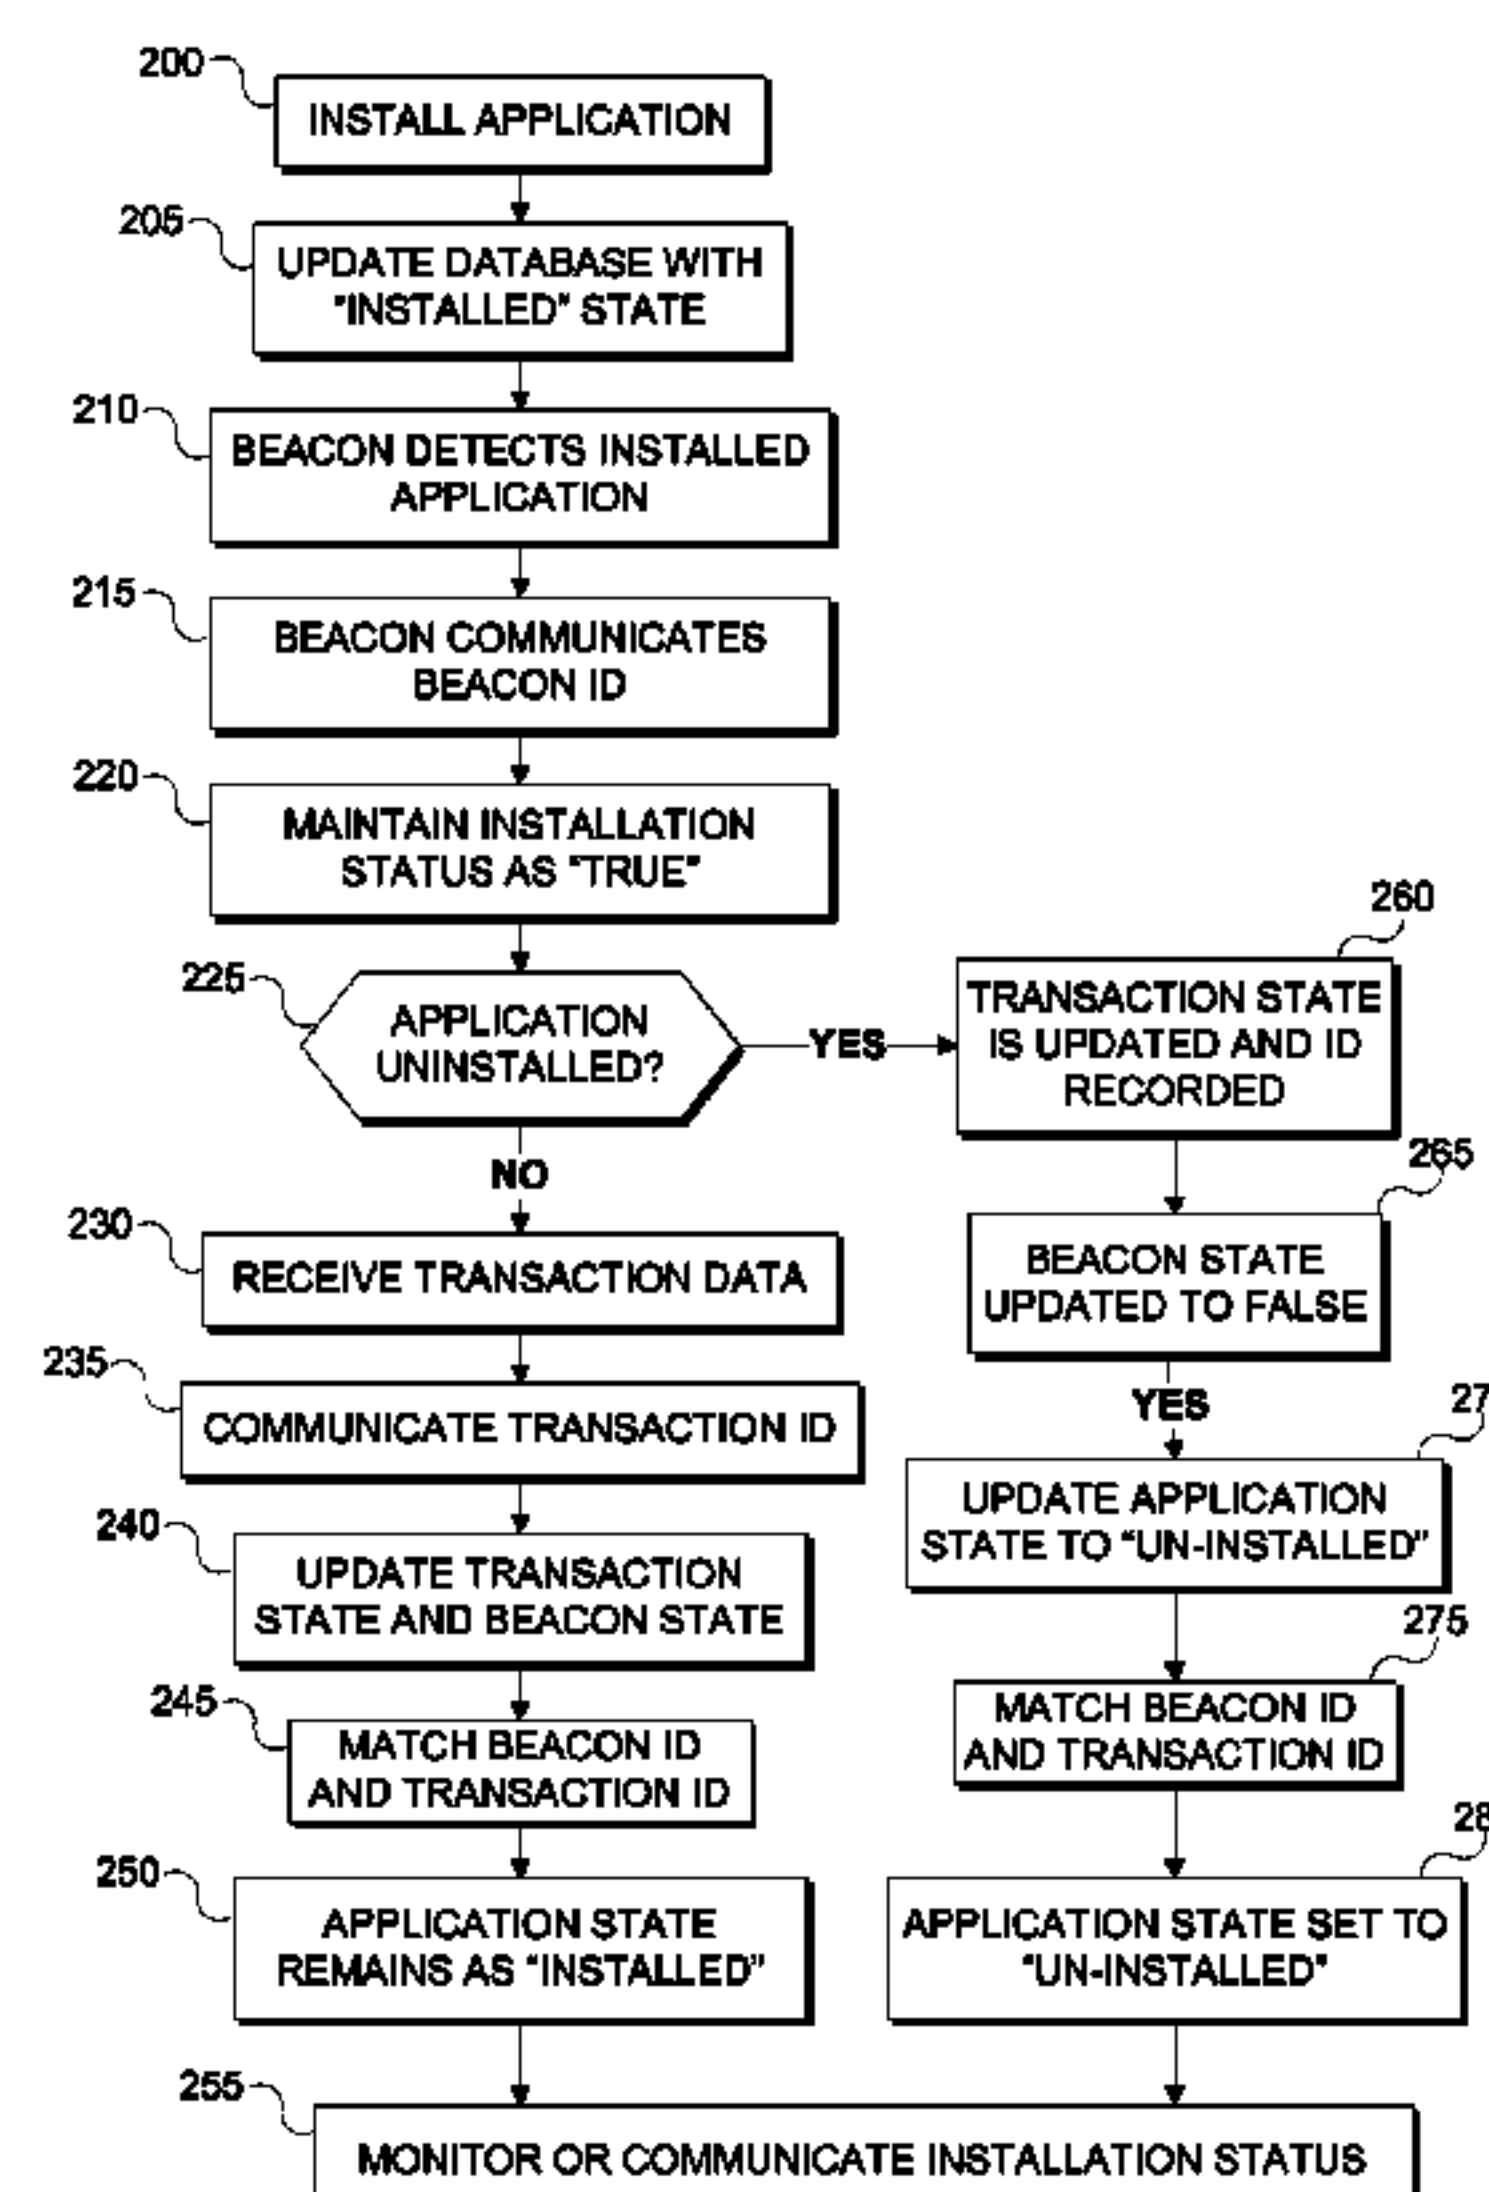 200
INSTALL APPLICATION
205
UPDATE DATABASE WITH
"INSTALLED" STATE
210
BEACON DETECTS INSTALLED
APPLICATION
215
BEACON COMMUNICATES
BEACON ID
220
MAINTAIN INSTALLATION
STATUS AS "TRUE"
225
APPLICATION
UNINSTALLED?
YES
260
TRANSACTION STATE
IS UPDATED AND ID
RECORDED
NO
265
BEACON STATE
UPDATED TO FALSE
230
RECEIVE TRANSACTION DATA
235
COMMUNICATE TRANSACTION ID
YES
27
UPDATE APPLICATION
STATE TO “UN-INSTALLED”
240
UPDATE TRANSACTION
STATE AND BEACON STATE
275
MATCH BEACON ID
AND TRANSACTION ID
245
MATCH BEACON ID
AND TRANSACTION ID
28
APPLICATION STATE SET TO
"UN-INSTALLED"
250
APPLICATION STATE
REMAINS AS "INSTALLED”
255
MONITOR OR COMMUNICATE INSTALLATION STATUS